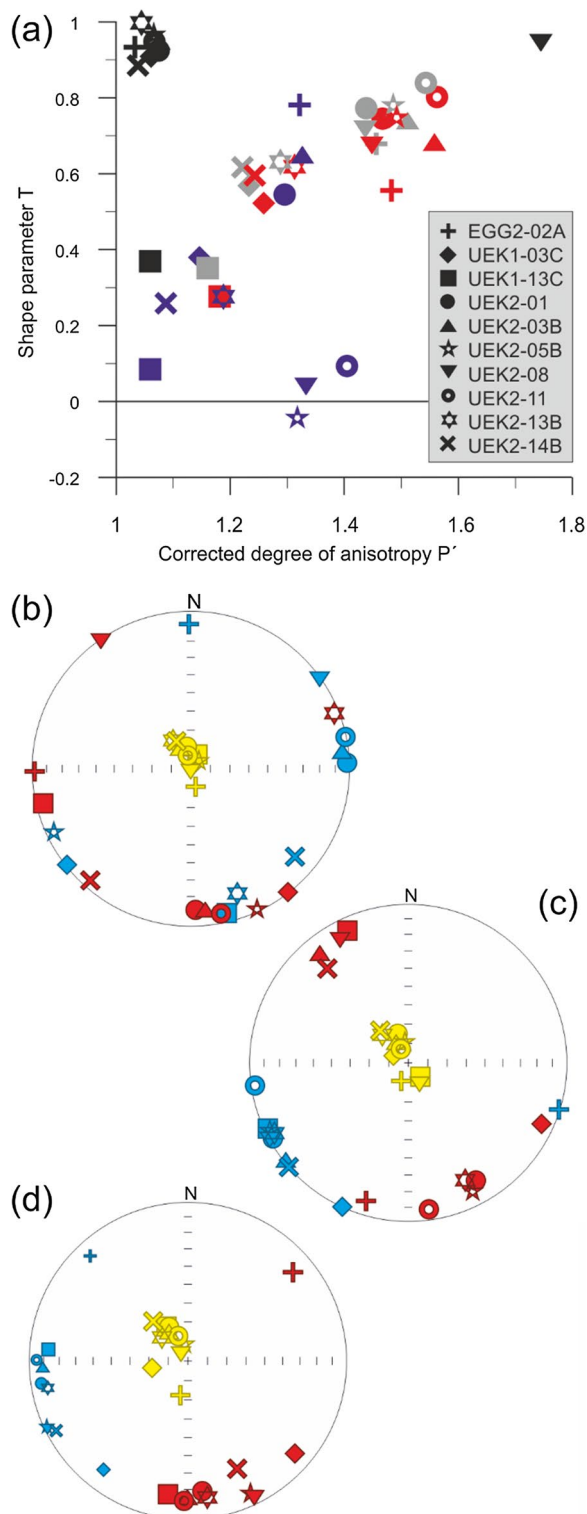 (a)
1
0.8
0.6
0.4
0.2
0
-0.2
Shape parameter T
EGG2-02A
UEK1-03C
UEK1-13C
UEK2-01
UEK2-03B
UEK2-05B
UEK2-08
UEK2-11
UEK2-13B
UEK2-14B
1 1.2 1.4 1.6 1.8
Corrected degree of anisotropy P´
(b)
N
(c)
N
(d)
N